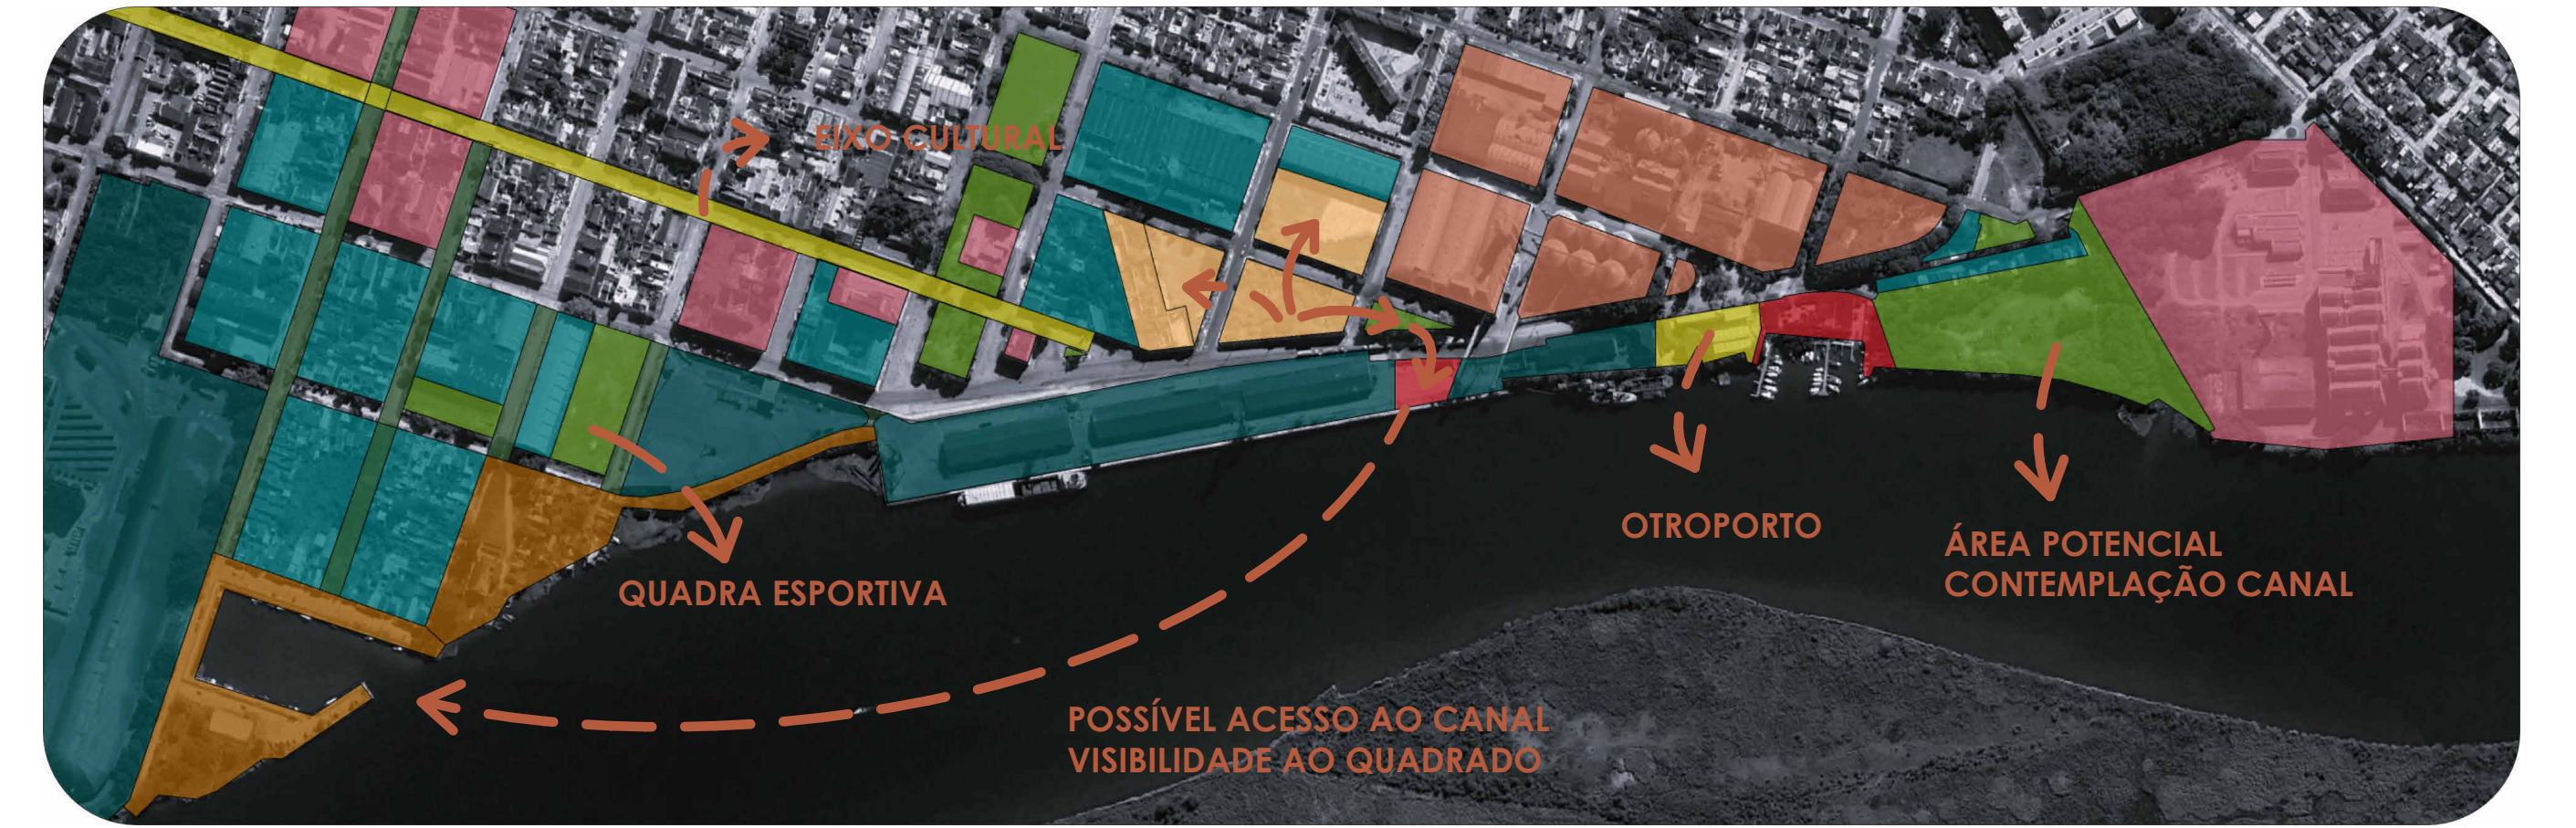 EIXO CULTURAL
OTROPORTO
ÁREA POTENCIAL
CONTEMPLAÇÃO CANAL
QUADRA ESPORTIVA
POSSÍVEL ACESSO AO CANAL
VISIBILIDADE AO QUADRADO